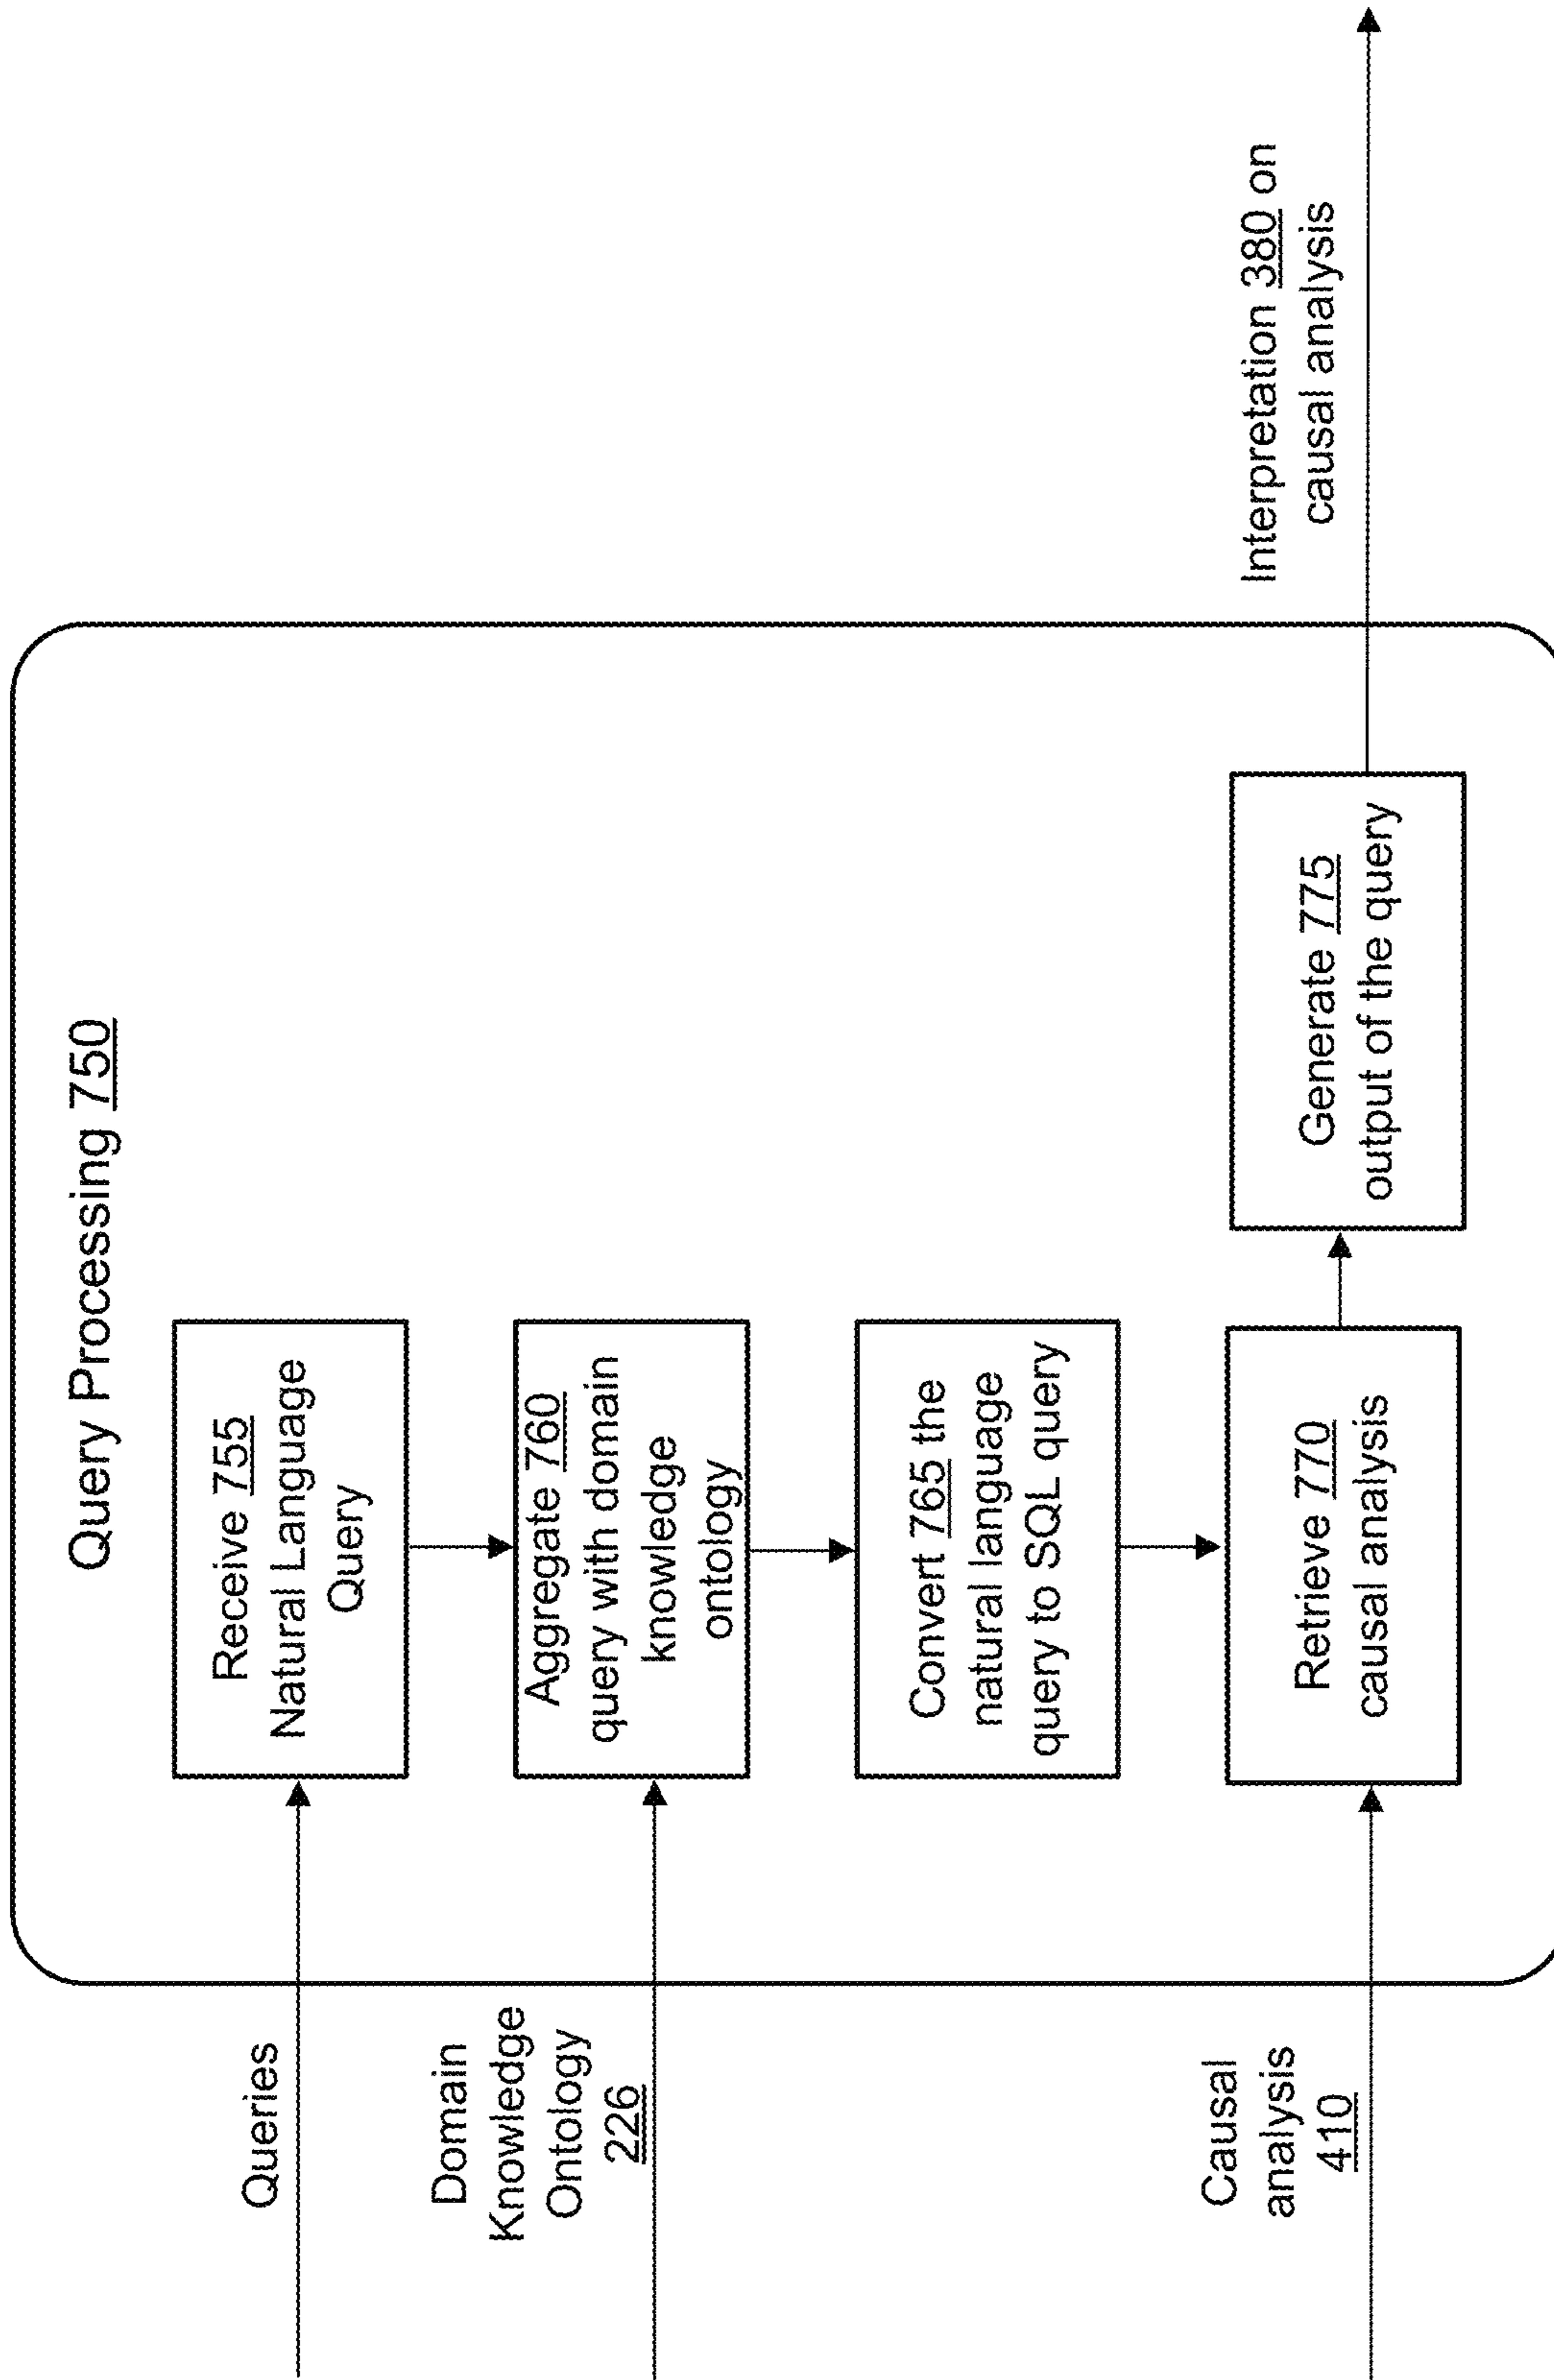 Query Processing 750
Queries
Receive 755
Natural Language
Query
Domain
Knowledge
Ontology
226
Aggregate 760
query with domain
knowledge
ontology
Convert 765 the
natural language
query to SQL query
Causal
analysis
410
Retrieve 770
causal analysis
Generate 775
output of the query
Interpretation 380 on
causal analysis